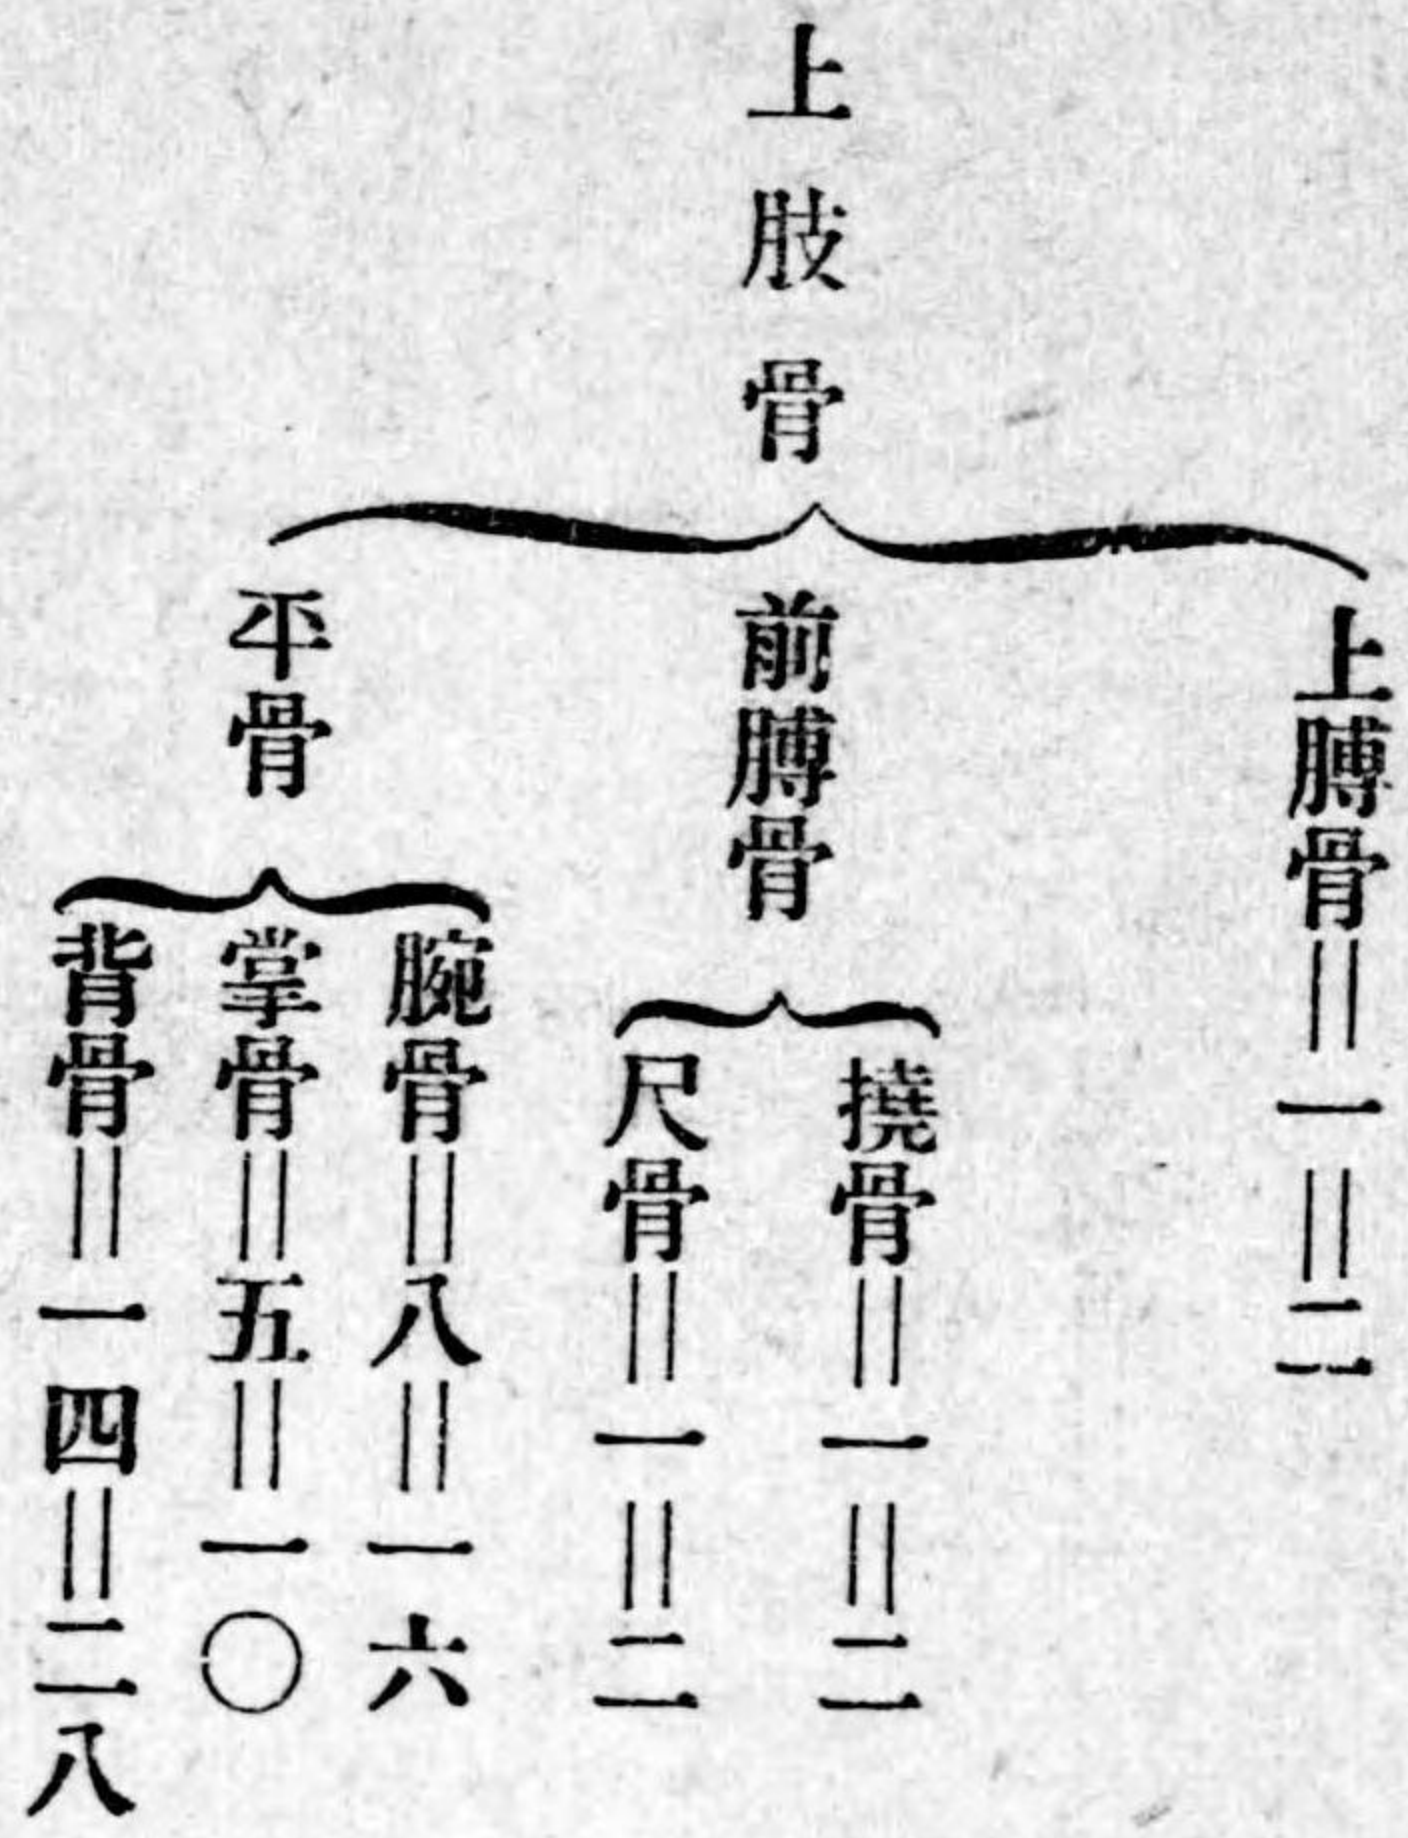 上肢骨
上膊骨＝一＝二
前膊骨
撓骨＝一＝二
尺骨＝一＝二
平骨
腕骨＝八＝一六
掌骨＝五＝一〇
背骨＝一四＝二八